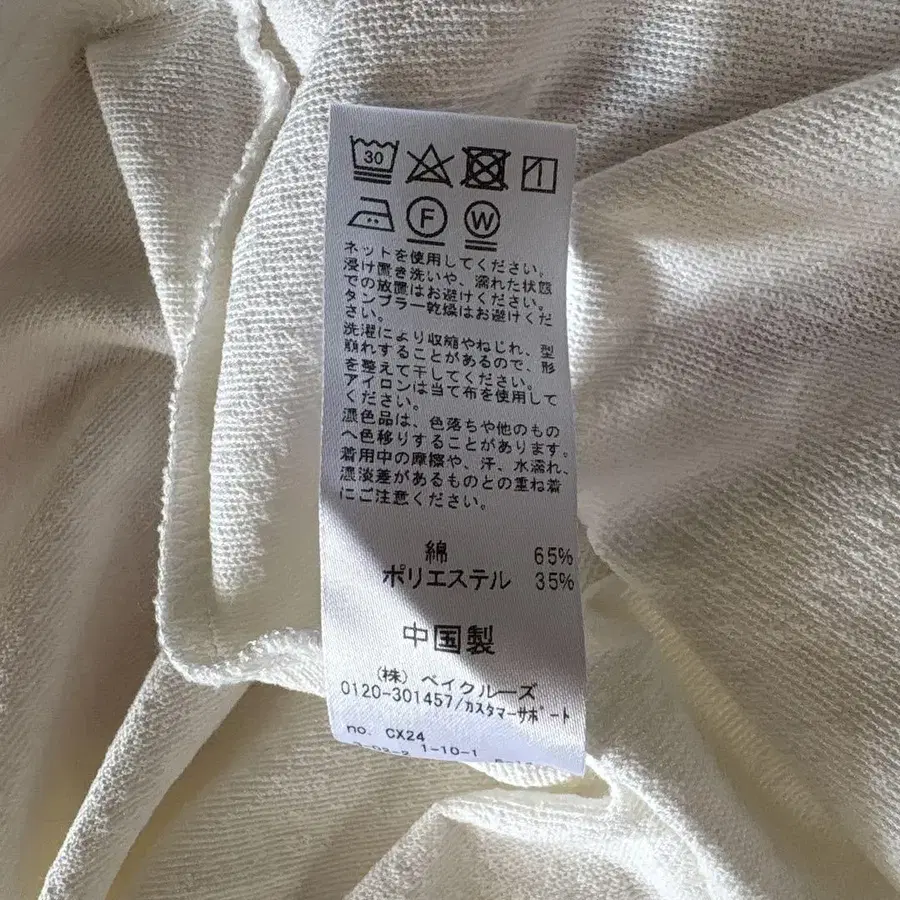 30
F
W
ネットを使用してください。
浸け置き洗いや、濡れた状態
での放置はお避けください。
タンブラー乾燥はお避けくだ
さい。
洗濯により収縮やねじれ、型
崩れすることがあるので、形
を整えて干してください。
アイロンは当て布を使用して
ください。
濃色品は、色落ちや他のもの
へ色移りすることがあります。
着用中の摩擦や、汗、水濡れ、
濃淡差があるものとの重ね着
にご注意ください。
綿 65%
ポリエステル 35%
中国製
(株) ベイクルーズ
0120-301457/カスタマーサポート
no. CX24
1-10-1